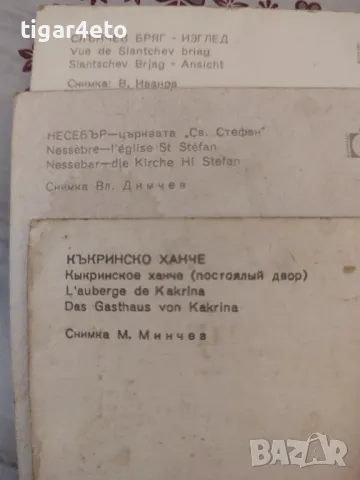 @tigar4eto
СЛЪНЧЕВ БРЯГ - ИЗГЛЕД
Vue de Slantchev briag
Slantschev Brjag - Ansicht
Снимка: В. Иванов
НЕСЕБЪР—църквата „Св. Стефан"
Nessèbre—l'église St Stéfan
Nessebar—die Kirche Hl Stefan
Снимка Вл. Димчев
КЪКРИНСКО ХАНЧЕ
Кыкринское ханче (постоялый двор)
L'auberge de Kakrina
Das Gasthaus von Kakrina
Снимка М. Минчев
BAZAR
bg